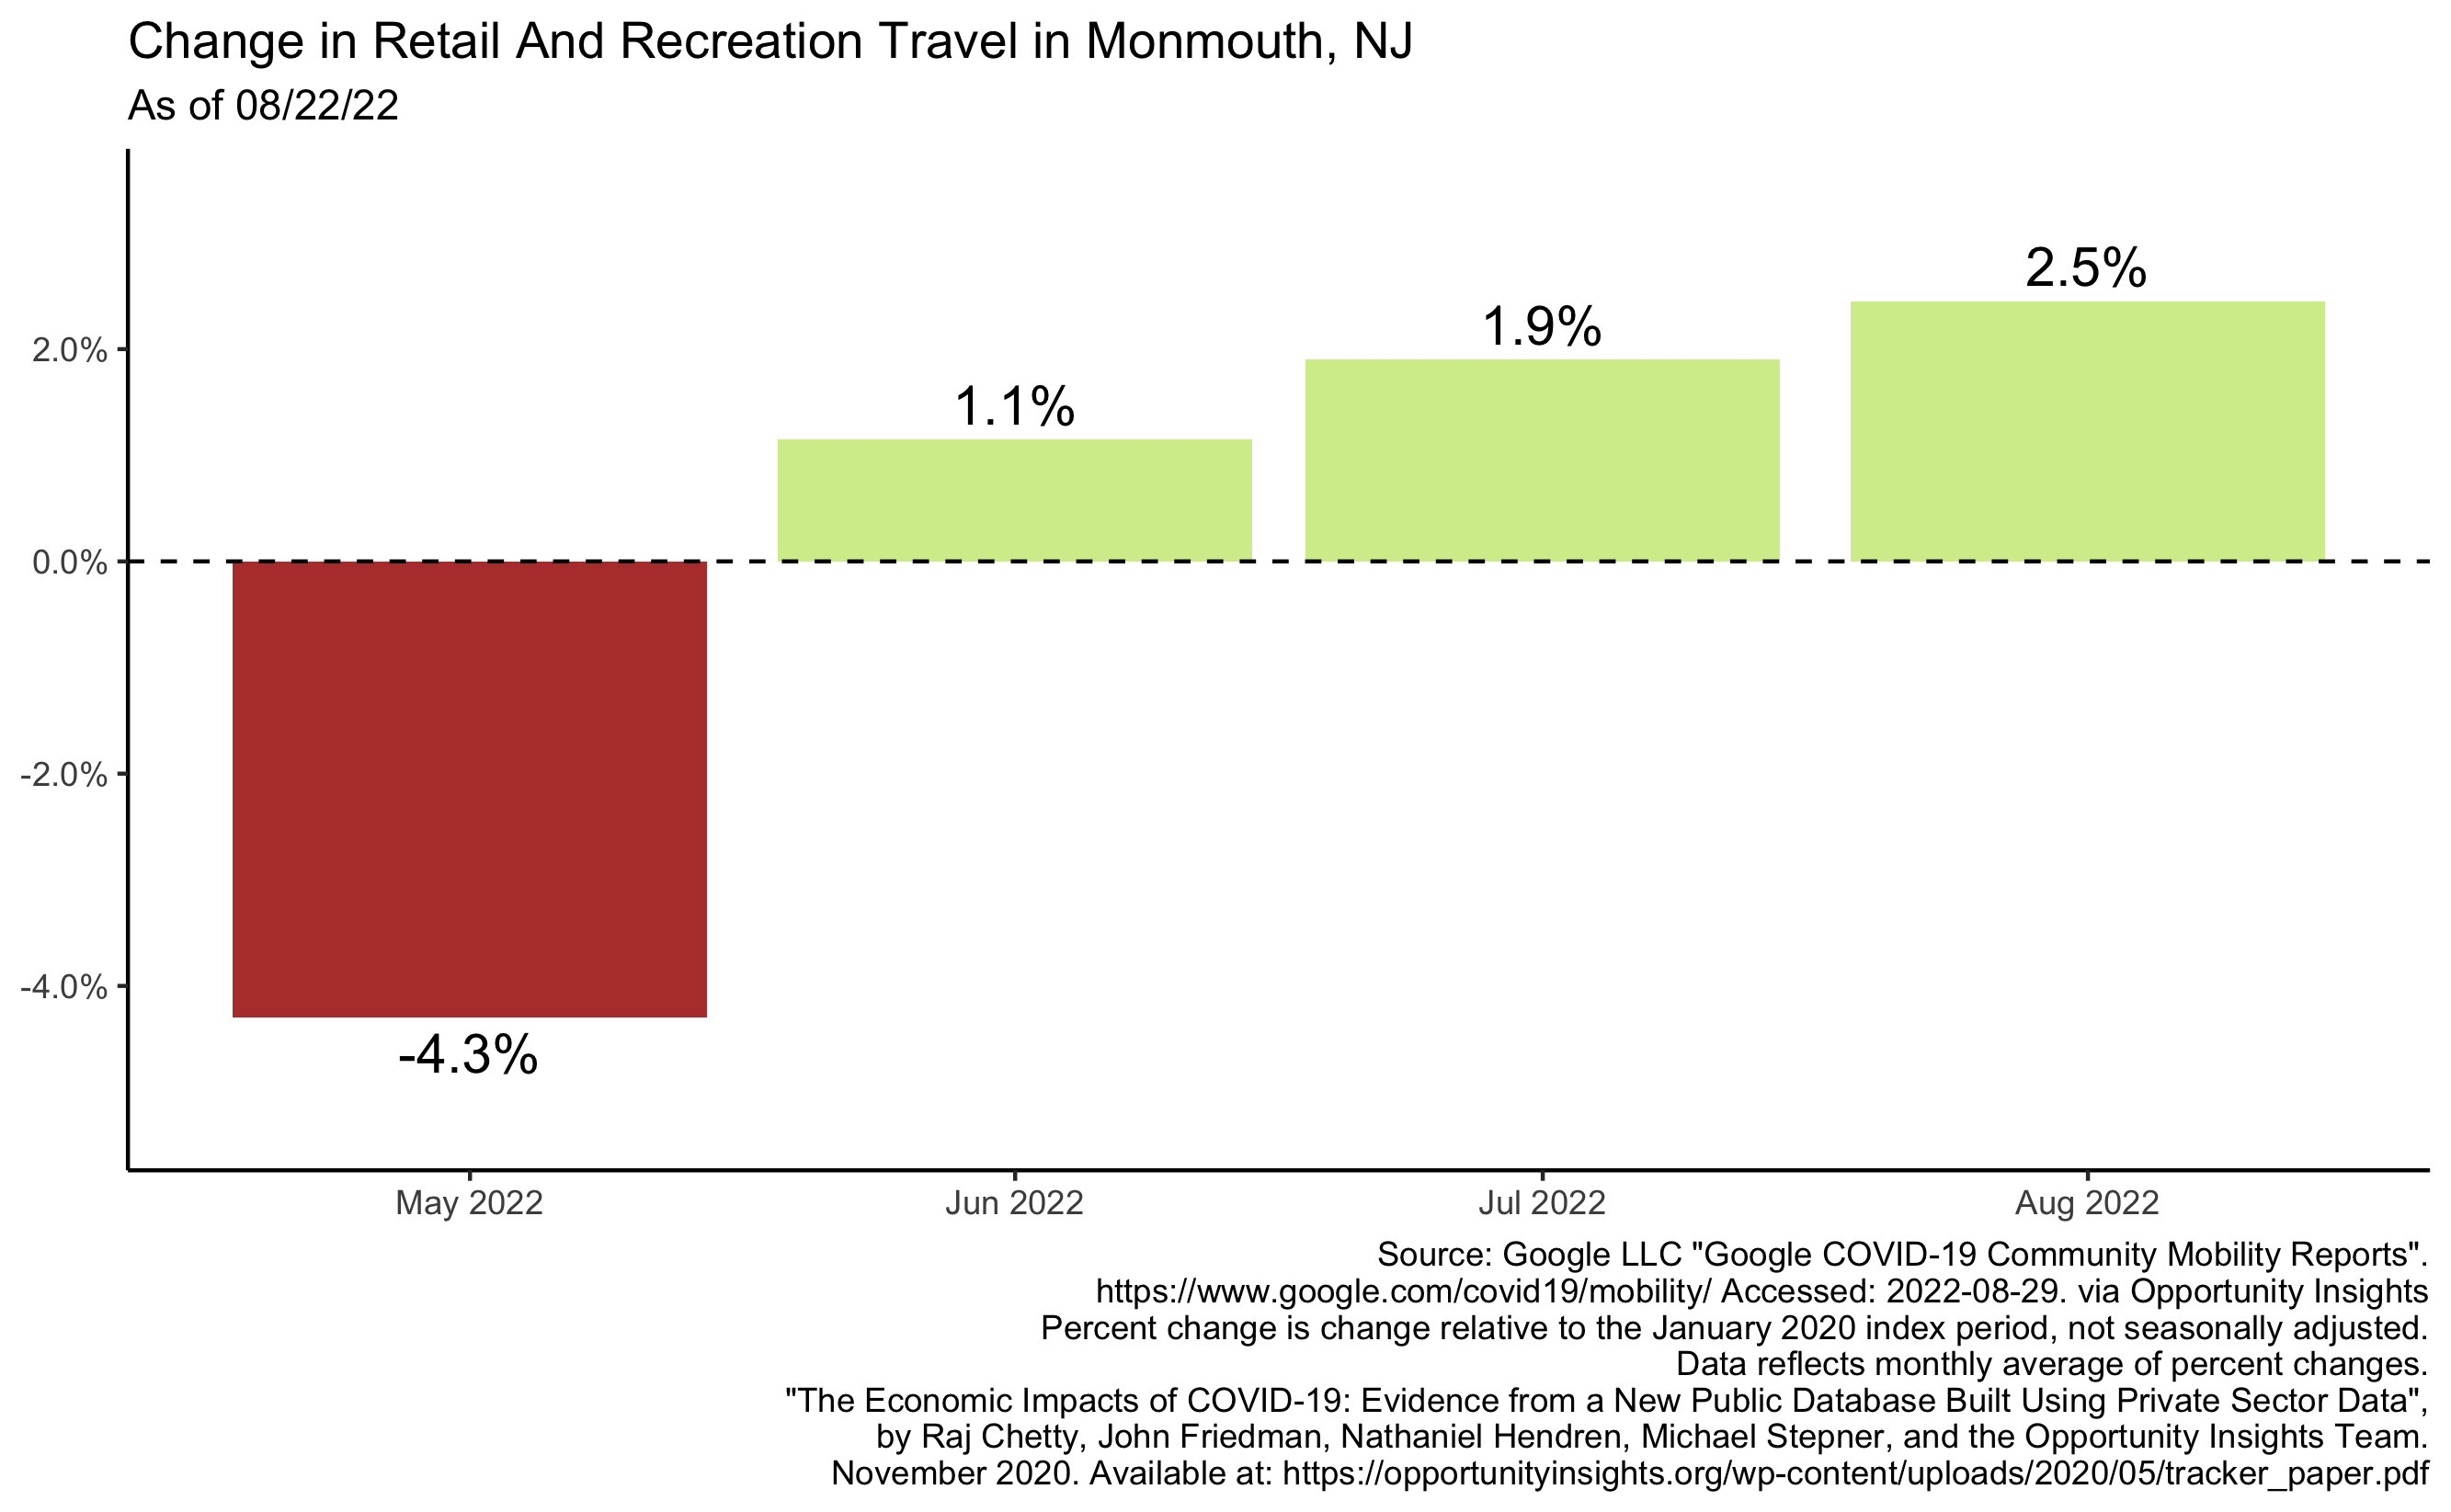 Change in Retail And Recreation Travel in Monmouth, NJ
As of 08/22/22
2.5%
1.9%
2.0%
1.1%
0.0%
-2.0%
-4.0%
-4.3%
May 2022 Jun 2022 Jul 2022 Aug 2022
Source: Google LLC "Google COVID-19 Community Mobility Reports".
https://www.google.com/covid19/mobility/ Accessed: 2022-08-29. via Opportunity Insights
Percent change is change relative to the January 2020 index period, not seasonally adjusted.
Data reflects monthly average of percent changes.
"The Economic Impacts of COVID-19: Evidence from a New Public Database Built Using Private Sector Data",
by Raj Chetty, John Friedman, Nathaniel Hendren, Michael Stepner, and the Opportunity Insights Team.
November 2020. Available at: https://opportunityinsights.org/wp-content/uploads/2020/05/tracker_paper.pdf